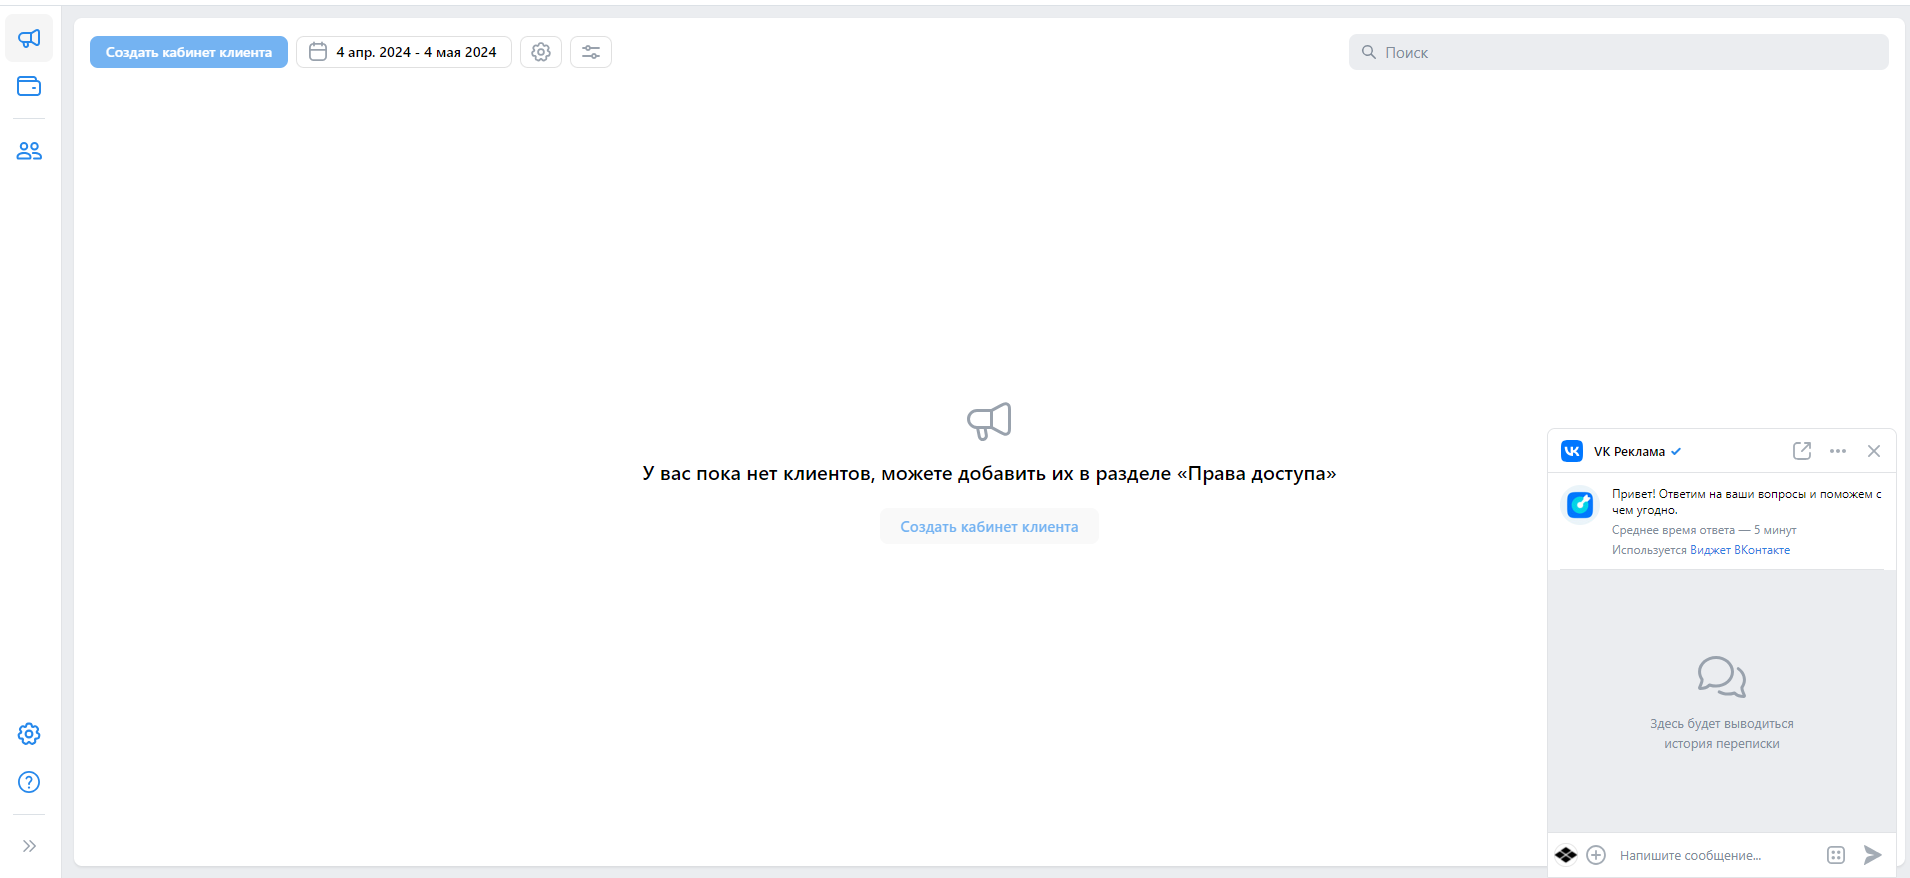 Создать кабинет клиента
4 апр. 2024 - 4 мая 2024
Поиск
У вас пока нет клиентов, можете добавить их в разделе «Права доступа»
Создать кабинет клиента
VK Реклама
Привет! Ответим на ваши вопросы и поможем с
чем угодно.
Среднее время ответа — 5 минут
Используется Виджет ВКонтакте
Здесь будет выводиться
история переписки
Напишите сообщение...